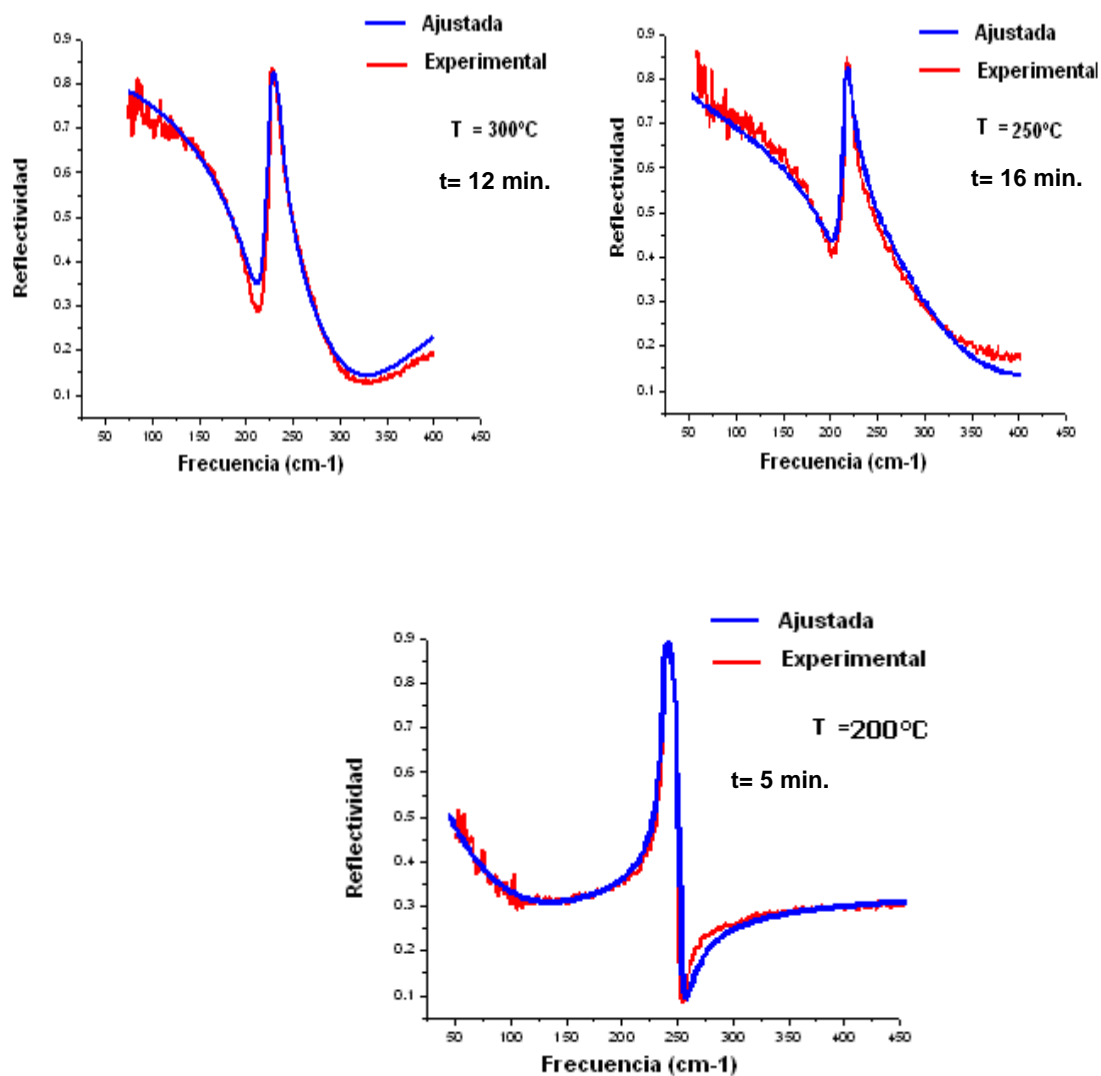 Ajustada
Experimental
T = 300ºC
t= 12 min.
Reflectividad
0.9
0.8
0.7
0.6
0.5
0.4
0.3
0.2
0.1
50 100 150 200 250 300 350 400 450
Frecuencia (cm-1)
Ajustada
Experimental
T = 250ºC
t= 16 min.
Reflectividad
0.9
0.8
0.7
0.6
0.5
0.4
0.3
0.2
0.1
50 100 150 200 250 300 350 400 450
Frecuencia (cm-1)
Ajustada
Experimental
T =200ºC
t= 5 min.
Reflectividad
0.9
0.8
0.7
0.6
0.5
0.4
0.3
0.2
0.1
50 100 150 200 250 300 350 400 450
Frecuencia (cm-1)